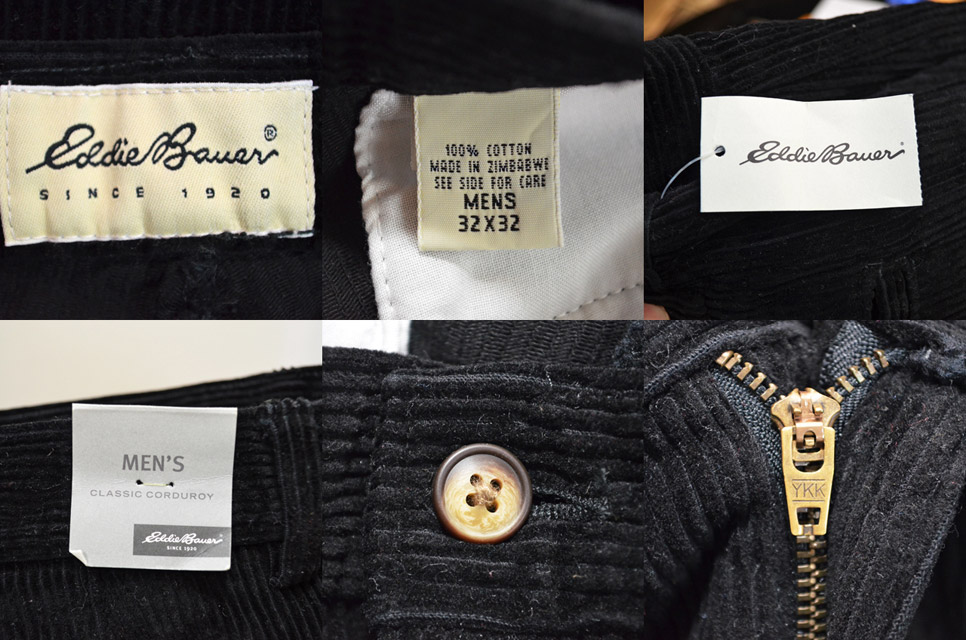 Eddie Bauer®
SINCE 1920
100% COTTON
MADE IN ZIMBABWE
SEE SIDE FOR CARE
MENS
32X32
Eddie Bauer®
MEN'S
CLASSIC CORDUROY
Eddie Bauer
SINCE 1920
YKK